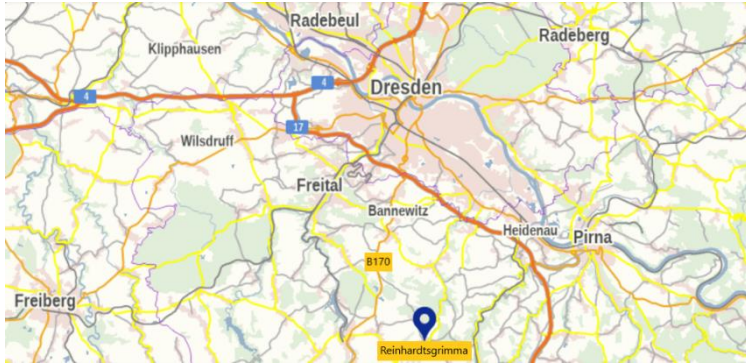 Radebeul
Radeberg
Klipphausen
4
4
Dresden
17
Wilsdruff
Freital
Bannewitz
Heidenau
Pirna
B170
Freiberg
Reinhardtsgrimma